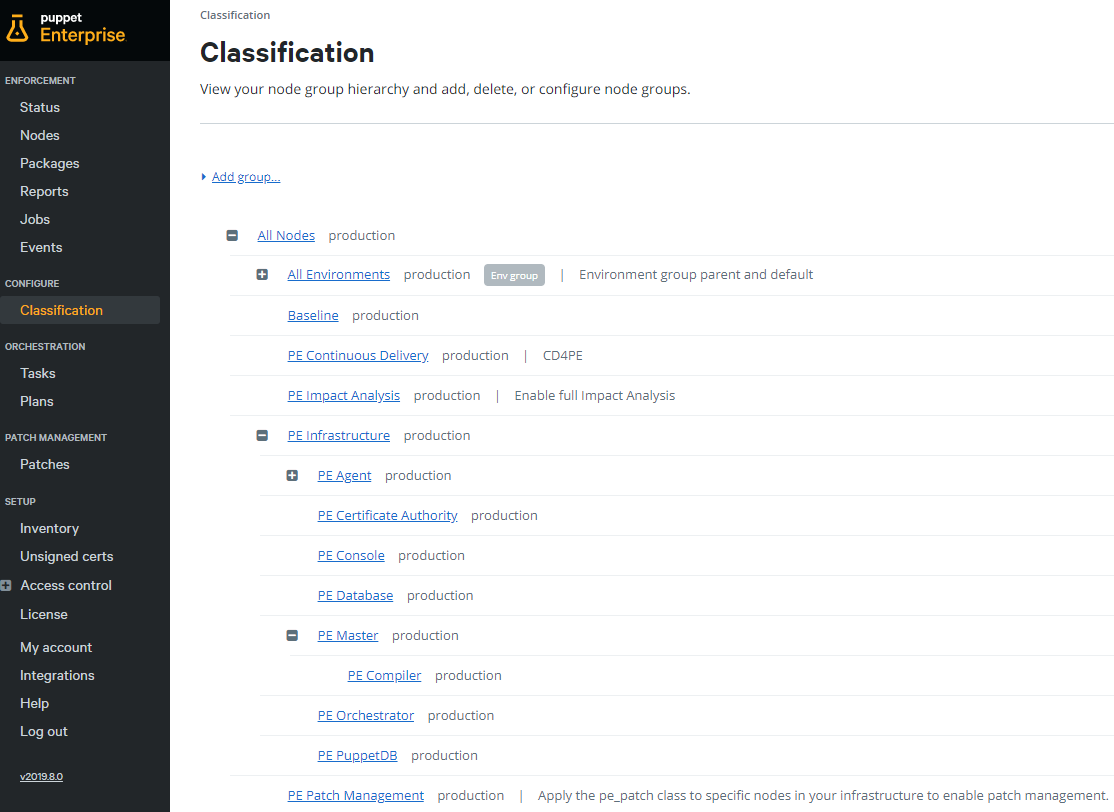 puppet
Enterprise
ENFORCEMENT
Status
Nodes
Packages
Reports
Jobs
Events
CONFIGURE
Classification
ORCHESTRATION
Tasks
Plans
PATCH MANAGEMENT
Patches
SETUP
Inventory
Unsigned certs
Access control
License
My account
Integrations
Help
Log out
v2019.8.0
Classification
Classification
View your node group hierarchy and add, delete, or configure node groups.
Add group...
All Nodes production
All Environments production Env group | Environment group parent and default
Baseline production
PE Continuous Delivery production | CD4PE
PE Impact Analysis production | Enable full Impact Analysis
PE Infrastructure production
PE Agent production
PE Certificate Authority production
PE Console production
PE Database production
PE Master production
PE Compiler production
PE Orchestrator production
PE PuppetDB production
PE Patch Management production | Apply the pe_patch class to specific nodes in your infrastructure to enable patch management.